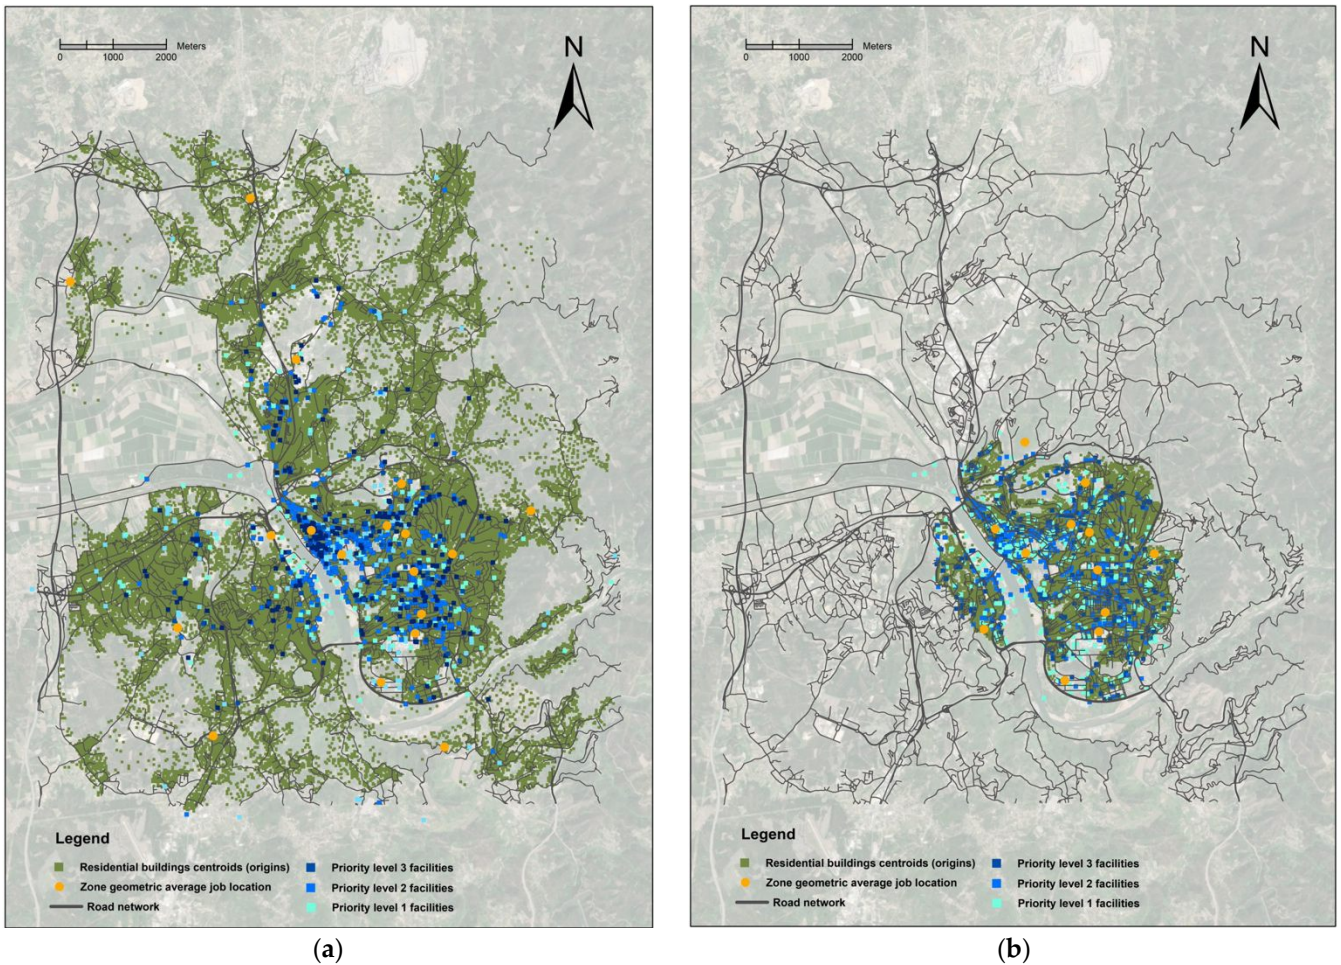 Meters
0 1000 2000
N
Legend
Residential buildings centroids (origins)
Zone geometric average job location
Road network
Priority level 3 facilities
Priority level 2 facilities
Priority level 1 facilities
(a)
Meters
0 1000 2000
N
Legend
Residential buildings centroids (origins)
Zone geometric average job location
Road network
Priority level 3 facilities
Priority level 2 facilities
Priority level 1 facilities
(b)